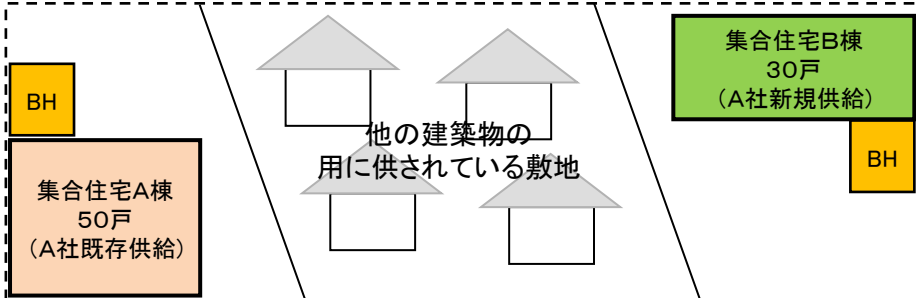 BH
集合住宅A棟
50戸
（A社既存供給）
他の建築物の
用に供されている敷地
集合住宅B棟
30戸
（A社新規供給）
BH